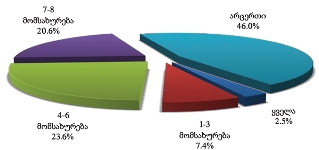 7-8
მომსახურება
20.6%
არცერთი
46.0%
4-6
მომსახურება
23.6%
1-3
მომსახურება
7.4%
ყველა
2.5%